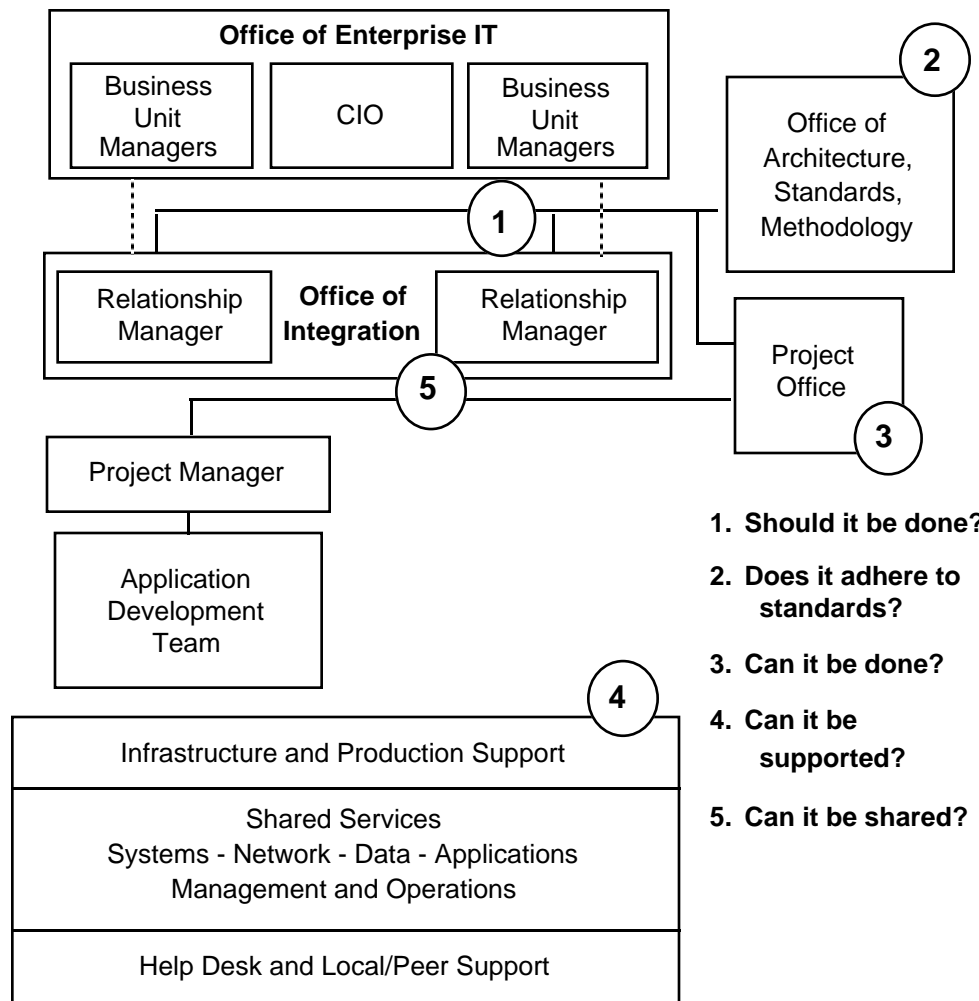 Office of Enterprise IT
Business
Unit
Managers
CIO
Business
Unit
Managers
2
Office of
Architecture,
Standards,
Methodology
1
Relationship
Manager
Office of
Integration
Relationship
Manager
5
Project
Office
3
Project Manager
Application
Development
Team
1. Should it be done?
2. Does it adhere to
standards?
3. Can it be done?
4. Can it be
supported?
5. Can it be shared?
4
Infrastructure and Production Support
Shared Services
Systems - Network - Data - Applications
Management and Operations
Help Desk and Local/Peer Support